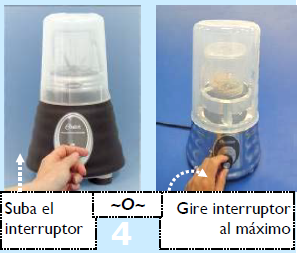 Suba el
interruptor
~O~
4
Gire interruptor
al máximo